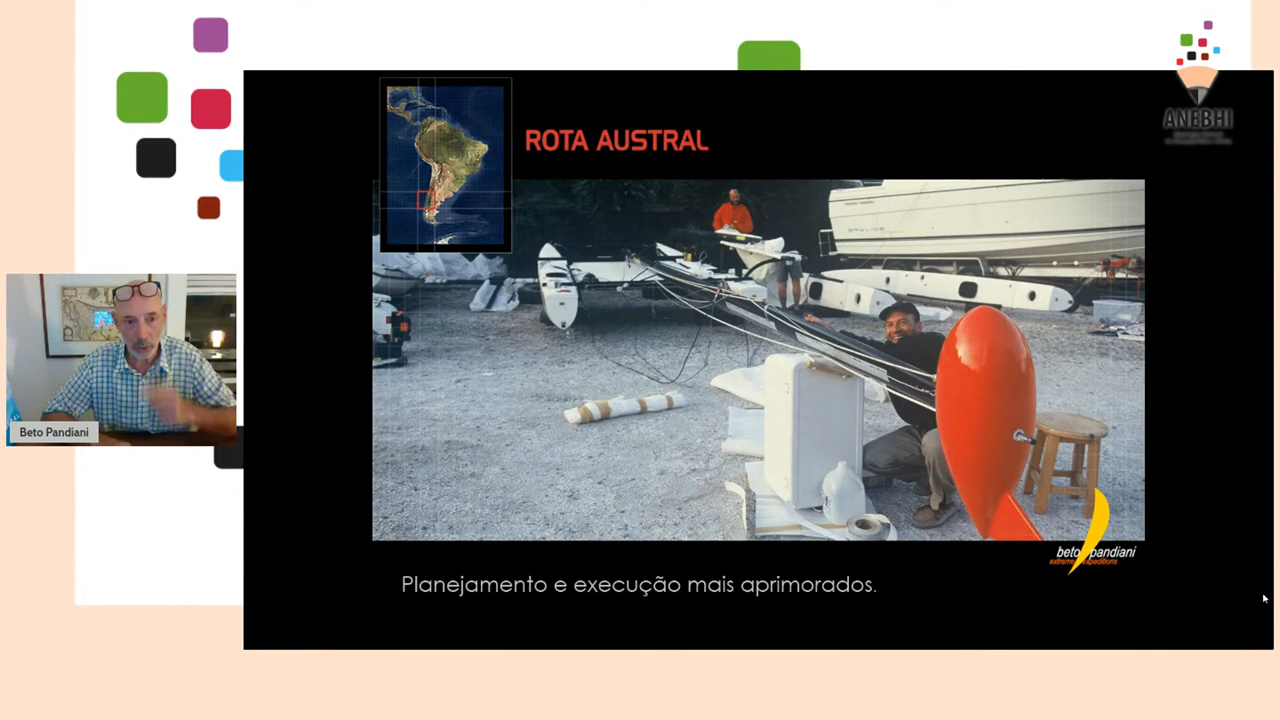 ANEBHI
ROTA AUSTRAL
Beto Pandiani
beto pandiani
extreme expeditions
Planejamento e execução mais aprimorados.